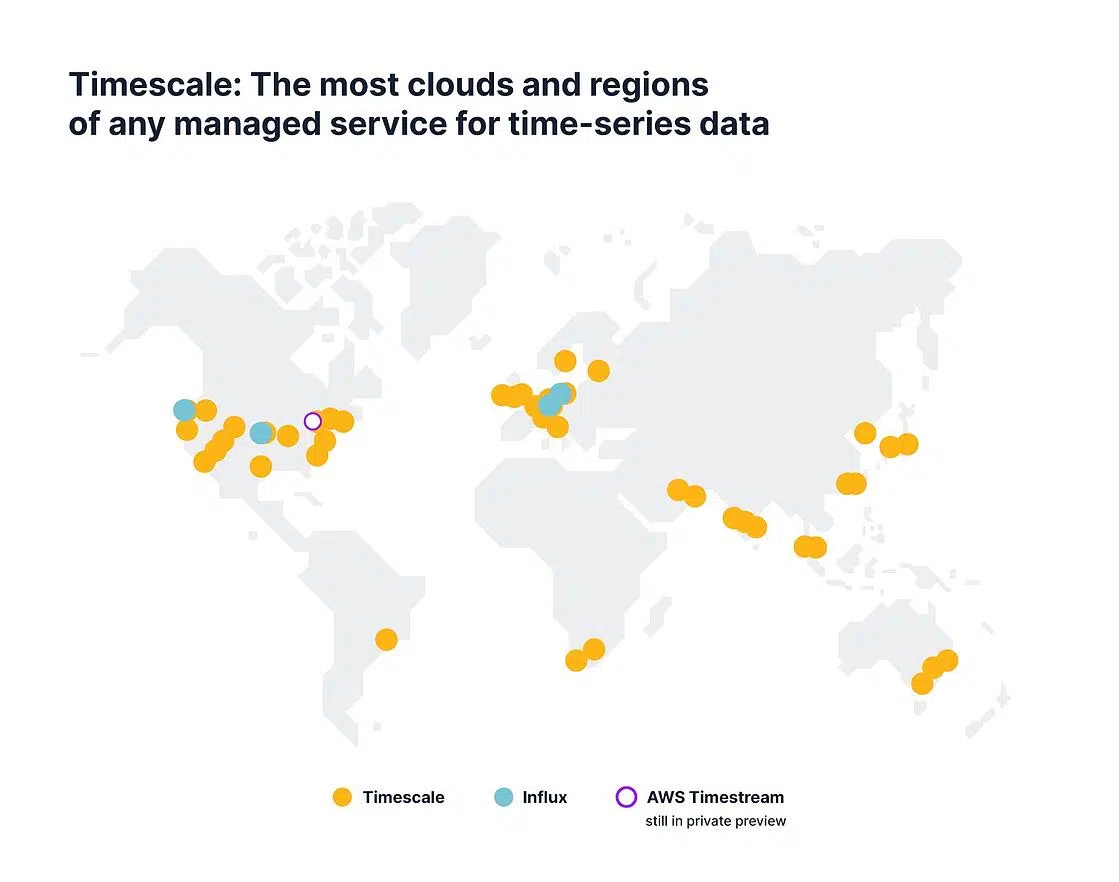 Timescale: The most clouds and regions
of any managed service for time-series data
Timescale
Influx
AWS Timestream
still in private preview